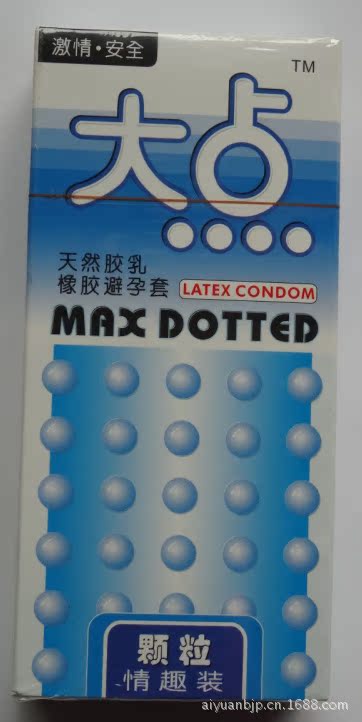 激情·安全
TM
大点
天然胶乳
橡胶避孕套 LATEX CONDOM
MAX DOTTED
颗粒
情趣装
aiyuanbjp.cn.1688.com